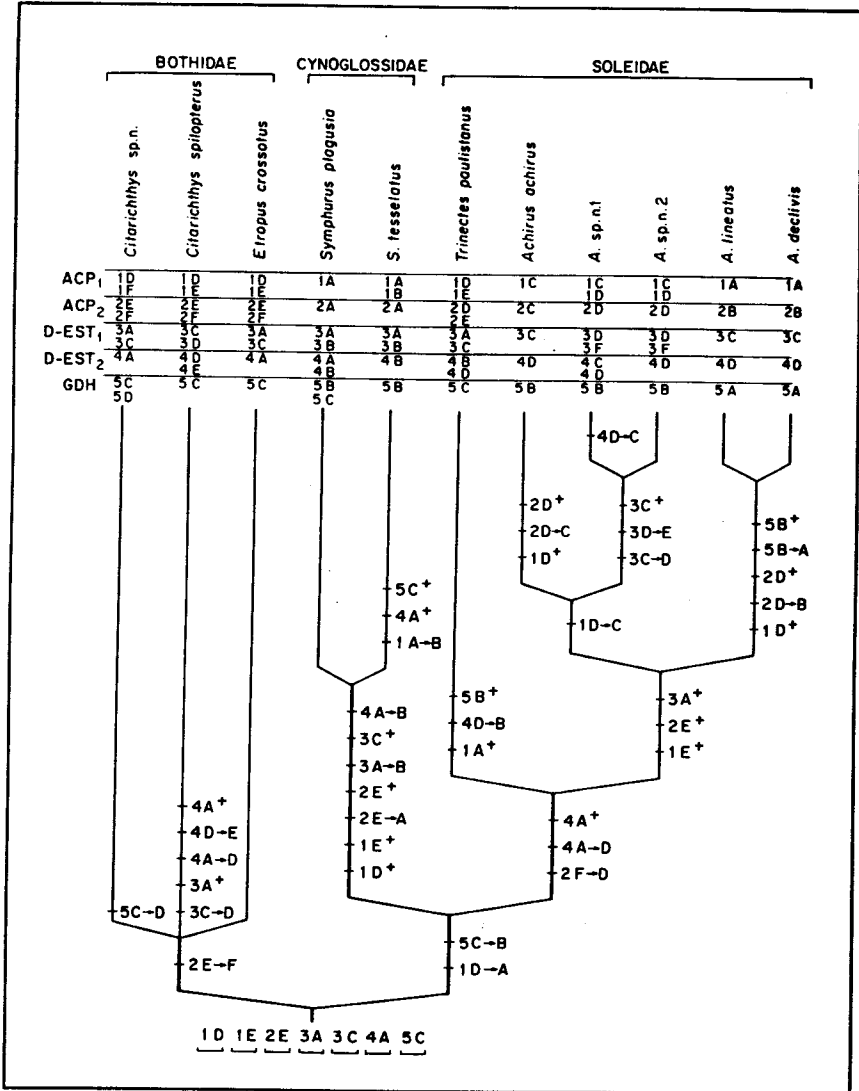 BOTHIDAE CYNOGLOSSIDAE SOLEIDAE
Citarichthys sp.n.
Citarichthys spilopterus
Etropus crossotus
Symphurus plagusia
S. tesselatus
Trinectes paulistanus
Achirus achirus
A. sp.n.1
A. sp.n.2
A. lineatus
A. declivis
ACP1 1D 1D 1D 1A 1A 1D 1C 1C 1C 1A 1A
1F 1E 1E 1B 1E 1D 1D
ACP2 2E 2E 2E 2A 2A 2D 2C 2D 2D 2B 2B
2F 2F 2F 2E
D-EST1 3A 3C 3A 3A 3A 3A 3C 3D 3D 3C 3C
3C 3D 3C 3B 3B 3C 3F 3F
D-EST2 4A 4D 4A 4A 4B 4B 4D 4C 4D 4D 4D
4E 4B 4D 4D
GDH 5C 5C 5C 5B 5B 5C 5B 5B 5B 5A 5A
5D 5C
4D→C
2D+ 3C+
5B+
2D→C 3D→E
5B→A
1D+ 3C→D
2D+
5C+
2D→B
4A+
1D→C 1D+
1A→B
5B+ 3A+
4A→B
4D→B 2E+
3C+
1A+ 1E+
3A→B
2E+
4A+
2E→A
4A+
4D→E
1E+
4A→D
4A→D
1D+
2F→D
3A+
5C→D 3C→D
5C→B
2E→F
1D→A
1D 1E 2E 3A 3C 4A 5C